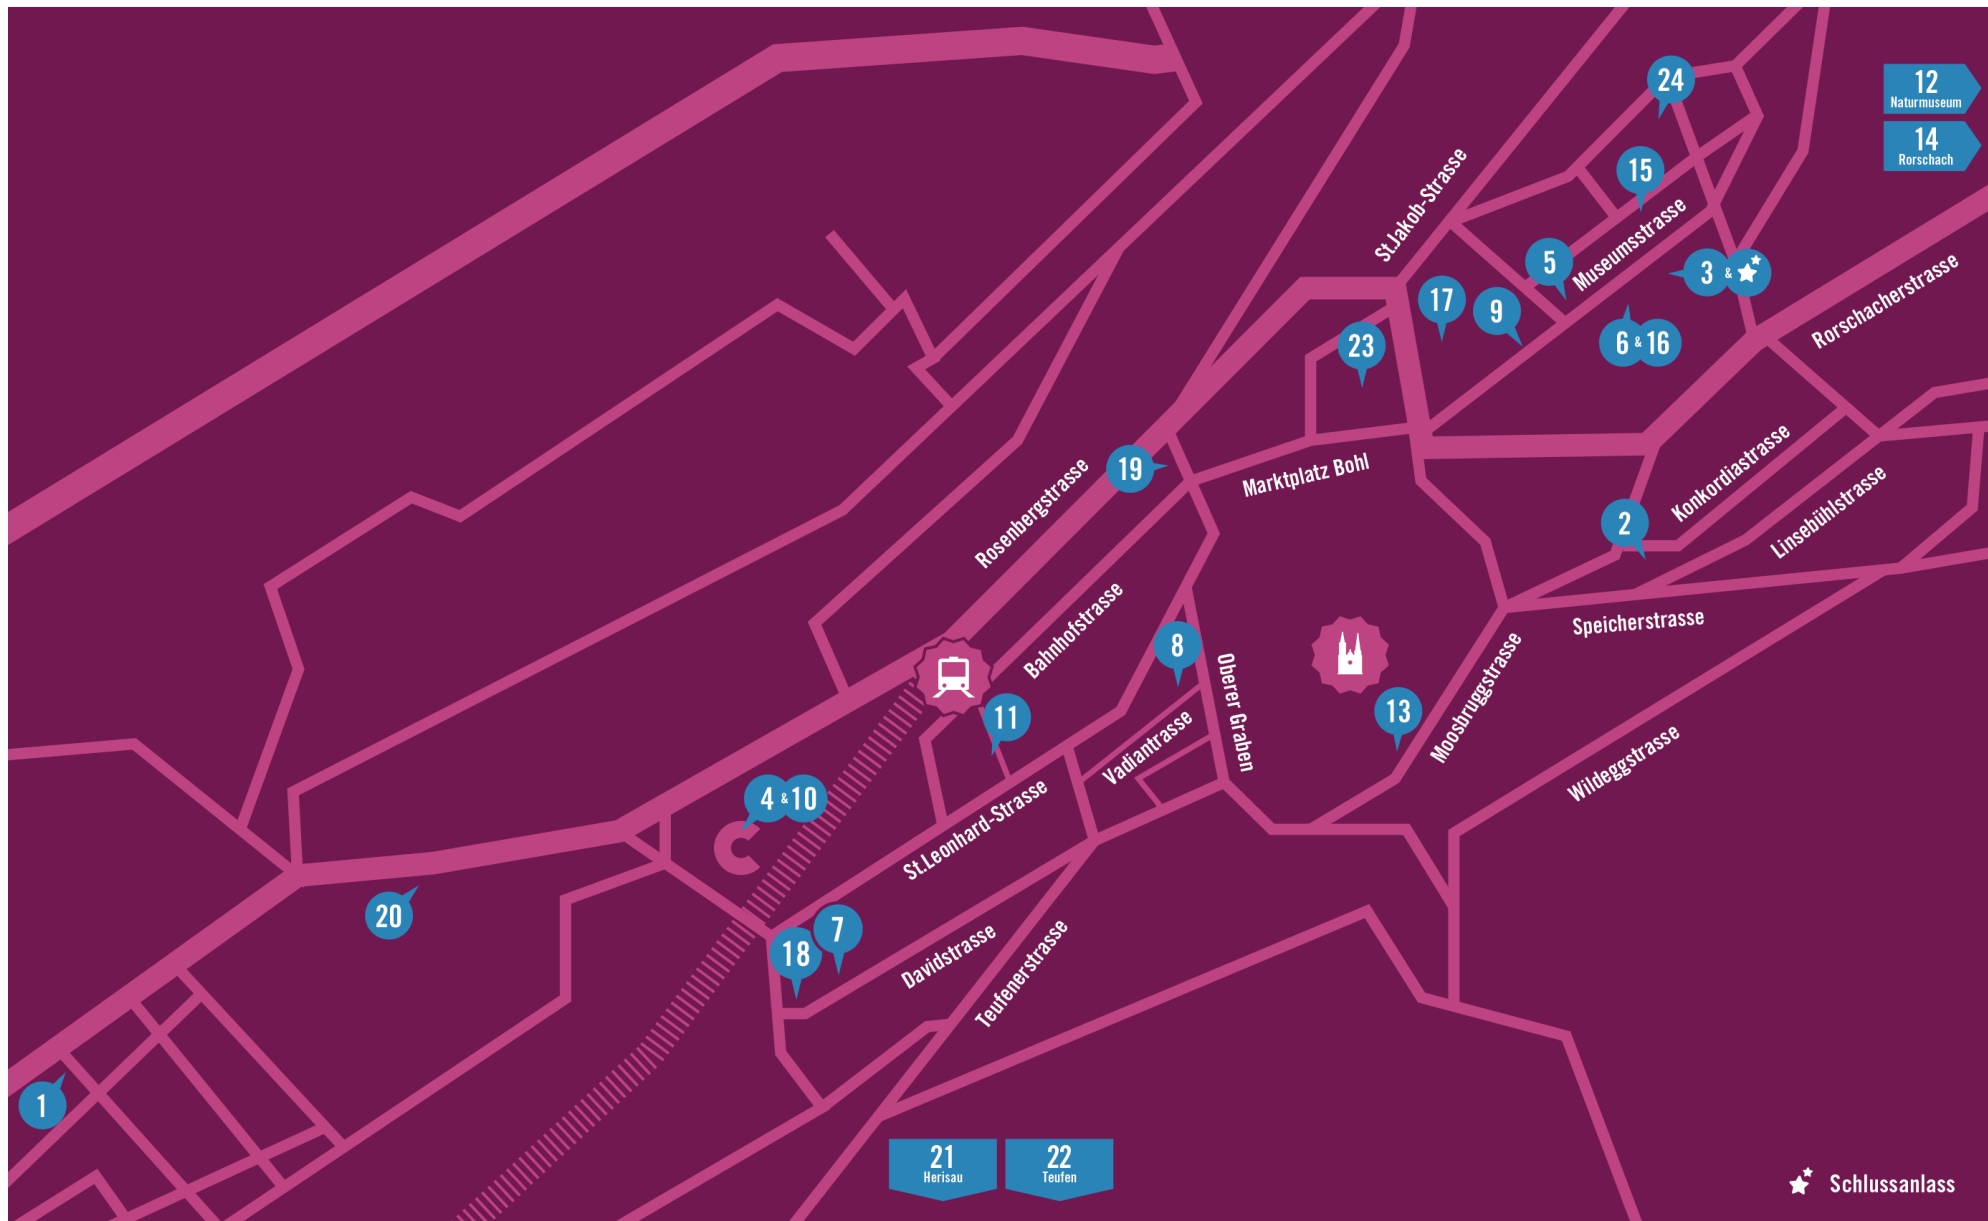 24
12
Naturmuseum
14
Rorschach
15
St.Jakob-Strasse
Museumsstrasse
5
3 &
17
9
23
6 & 16
Rorschacherstrasse
19
Marktplatz Bohl
Rosenbergstrasse
Konkordiastrasse
2
Linsebühlstrasse
Bahnhofstrasse
8
Speicherstrasse
Oberer Graben
Moosbruggstrasse
13
11
Vadiantrasse
Wildeggstrasse
4 & 10
St.Leonhard-Strasse
20
7
18
Davidstrasse
Teufenerstrasse
1
21
Herisau
22
Teufen
Schlussanlass